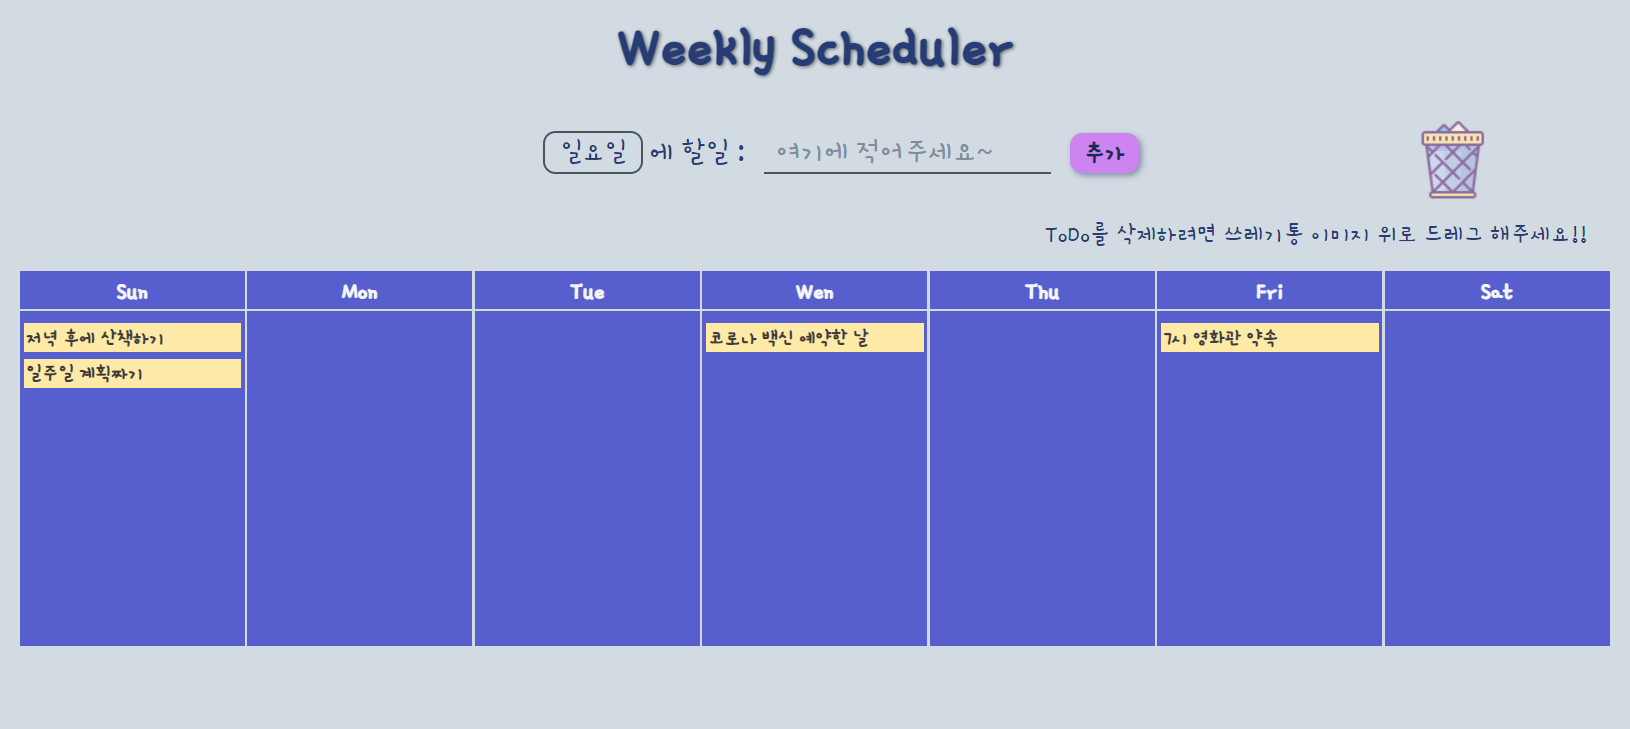 Weekly Scheduler
일요일 에 할일 : 여기에 적어주세요~ 추가
ToDo를 삭제하려면 쓰레기통 이미지 위로 드레그 해주세요!!
Sun Mon Tue Wen Thu Fri Sat
저녁 후에 산책하기 코로나 백신 예약한 날 7시 영화관 약속
일주일 계획짜기